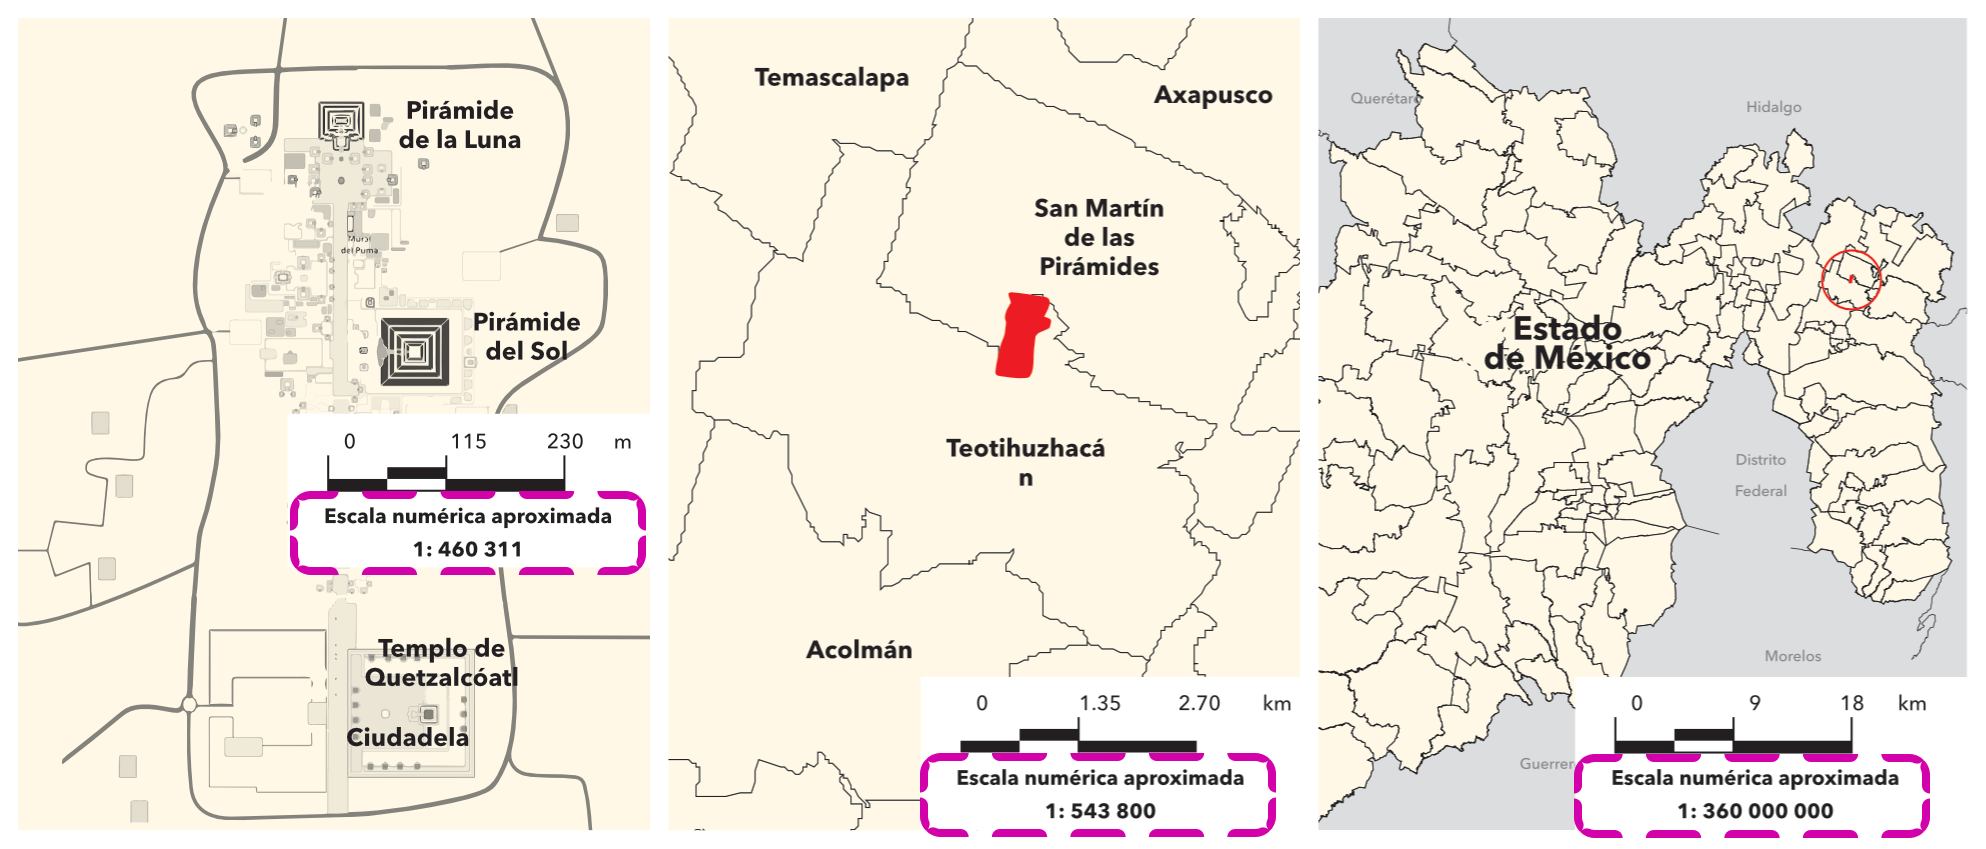 Pirámide
de la Luna
Mural
del Puma
Pirámide
del Sol
0 115 230 m
Escala numérica aproximada
1: 460 311
Templo de
Quetzalcóatl
Ciudadela
Temascalapa
Axapusco
San Martín
de las
Pirámides
Teotihuzhacá
n
Acolmán
0 1.35 2.70 km
Escala numérica aproximada
1: 543 800
Querétaro
Hidalgo
Estado
de México
Distrito
Federal
Morelos
Guerrer
0 9 18 km
Escala numérica aproximada
1: 360 000 000